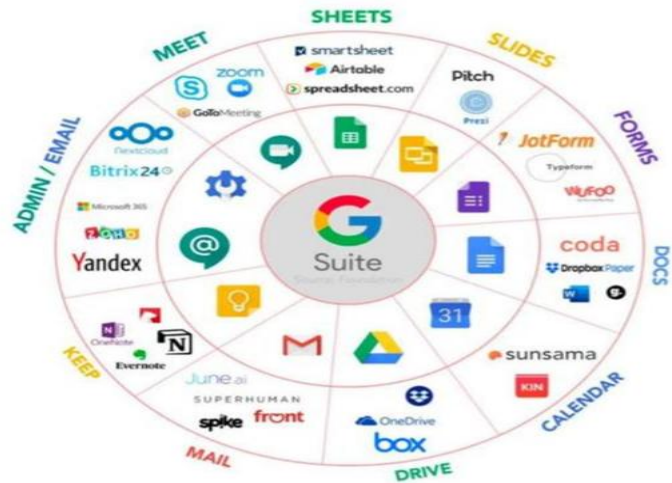 SHEETS
smartsheet
Airtable
spreadsheet.com
SLIDES
Pitch
Prezi
FORMS
JotForm
Typeform
WUFOO
DOCS
coda
Dropbox Paper
W
CALENDAR
sunsama
KIN
31
DRIVE
OneDrive
box
MAIL
June.ai
SUPERHUMAN
spike
front
KEEP
N
OneNote
N
Evernote
ADMIN / EMAIL
nextcloud
Bitrix24
Microsoft 365
ZOHO
Yandex
MEET
S
zoom
GoToMeeting
@
G
Suite